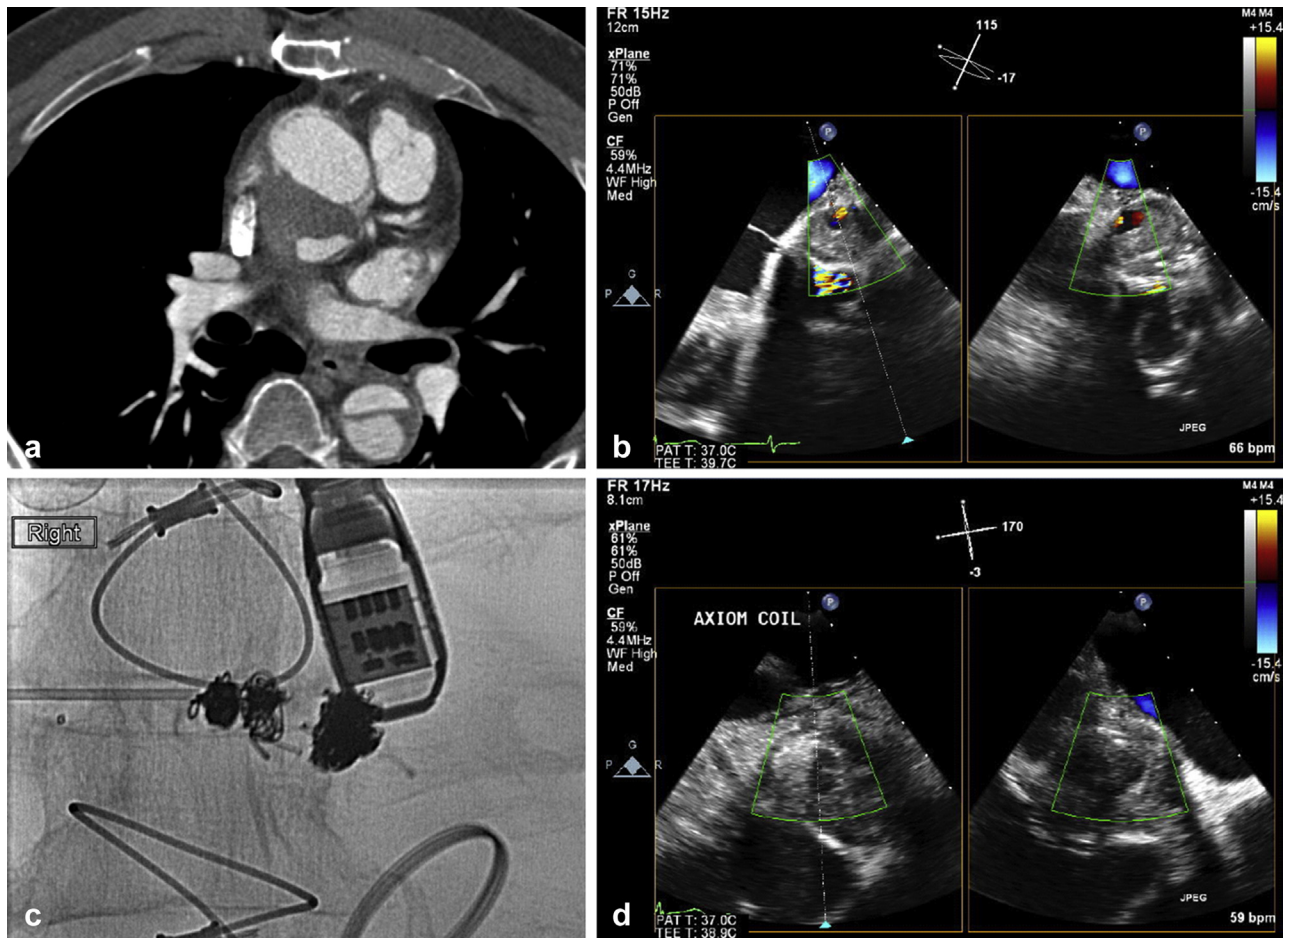 a
FR 15Hz
12cm
xPlane
71%
71%
50dB
P Off
Gen
CF
59%
4.4MHz
WF High
Med
115
-17
M4 M4
+15.4
-15.4
cm/s
P
P
G
P R
JPEG
PAT T: 37.0C
TEE T: 39.7C
66 bpm
b
Right
c
FR 17Hz
8.1cm
xPlane
61%
61%
50dB
P Off
Gen
CF
59%
4.4MHz
WF High
Med
170
-3
M4 M4
+15.4
-15.4
cm/s
P
P
AXIOM COIL
G
P R
JPEG
PAT T: 37.0C
TEE T: 38.9C
59 bpm
d